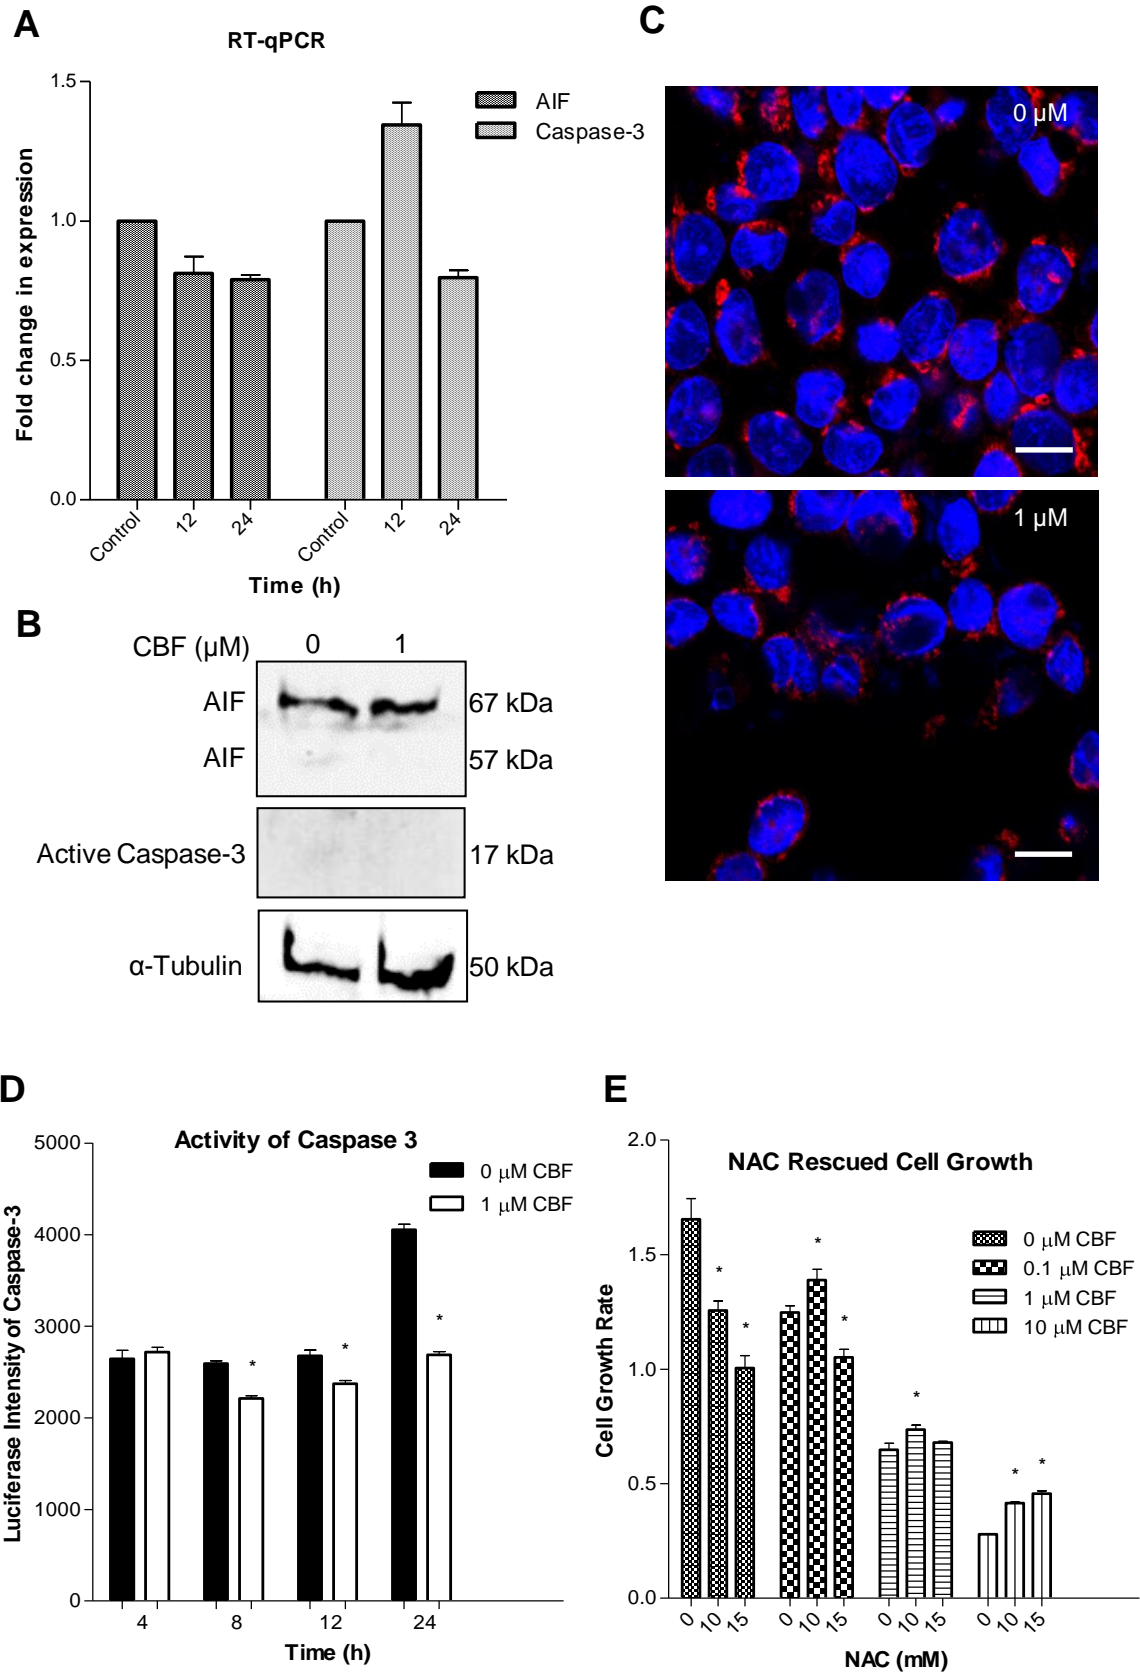 A
RT-qPCR
AIF
Caspase-3
Fold change in expression
1.5
1.0
0.5
0.0
Control
12
24
Control
12
24
Time (h)
B
CBF (μM)
0
1
AIF
67 kDa
AIF
57 kDa
Active Caspase-3
17 kDa
α-Tubulin
50 kDa
C
0 μM
1 μM
D
Activity of Caspase 3
0 μM CBF
1 μM CBF
Luciferase Intensity of Caspase-3
5000
4000
3000
2000
1000
0
*
*
*
4
8
12
24
Time (h)
E
NAC Rescued Cell Growth
0 μM CBF
0.1 μM CBF
1 μM CBF
10 μM CBF
Cell Growth Rate
2.0
1.5
1.0
0.5
0.0
*
*
*
*
*
*
*
0
10
15
0
10
15
0
10
15
0
10
15
NAC (mM)